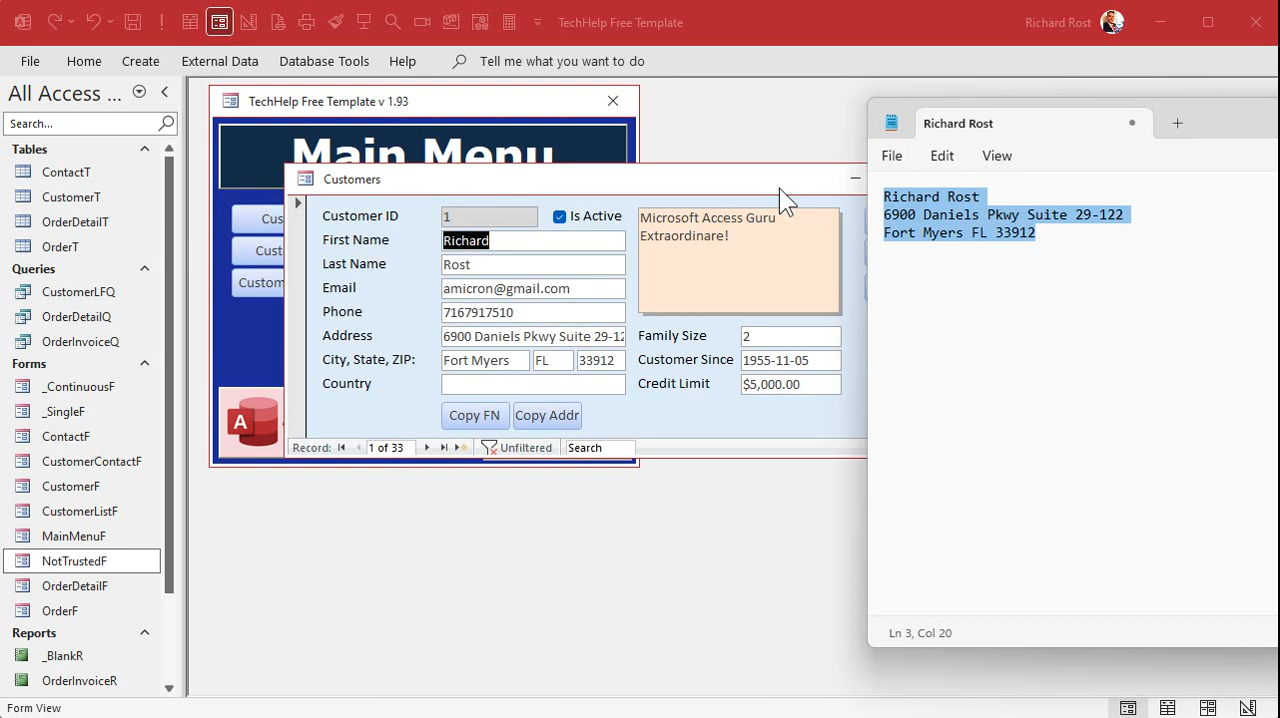 TechHelp Free Template
Richard Rost
File
Home
Create
External Data
Database Tools
Help
Tell me what you want to do
All Access ...
Search...
Tables
ContactT
CustomerT
OrderDetailT
OrderT
Queries
CustomerLFQ
OrderDetailQ
OrderInvoiceQ
Forms
_ContinuousF
_SingleF
ContactF
CustomerContactF
CustomerF
CustomerListF
MainMenuF
NotTrustedF
OrderDetailF
OrderF
Reports
_BlankR
OrderInvoiceR
Form View
TechHelp Free Template v 1.93
Main Menu
Cus
Cust
Custom
A
Customers
Customer ID 1 Is Active
First Name Richard
Last Name Rost
Email amicron@gmail.com
Phone 7167917510
Address 6900 Daniels Pkwy Suite 29-12
City, State, ZIP: Fort Myers FL 33912
Country
Microsoft Access Guru
Extraordinare!
Family Size 2
Customer Since 1955-11-05
Credit Limit $5,000.00
Copy FN
Copy Addr
Record: 1 of 33 Unfiltered Search
Richard Rost
File
Edit
View
Richard Rost
6900 Daniels Pkwy Suite 29-122
Fort Myers FL 33912
Ln 3, Col 20